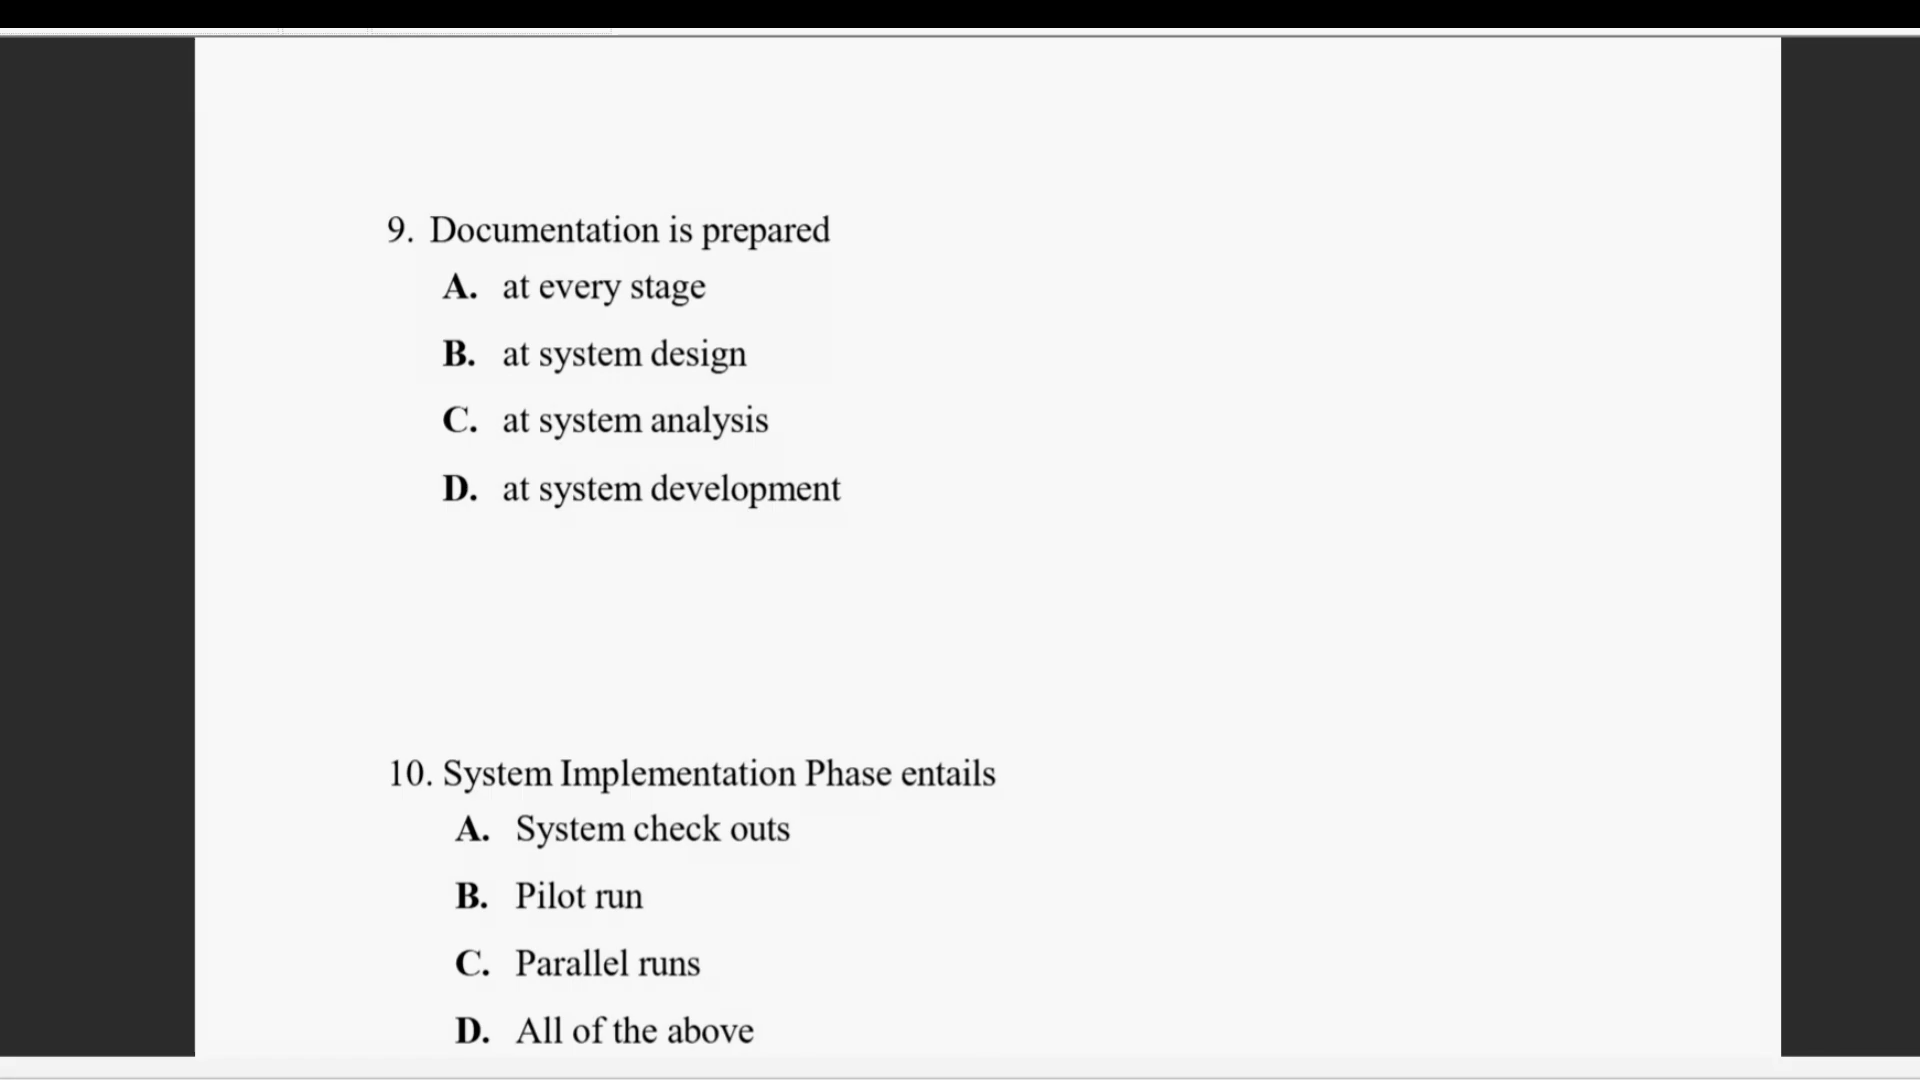 9. Documentation is prepared
A. at every stage
B. at system design
C. at system analysis
D. at system development
10. System Implementation Phase entails
A. System check outs
B. Pilot run
C. Parallel runs
D. All of the above